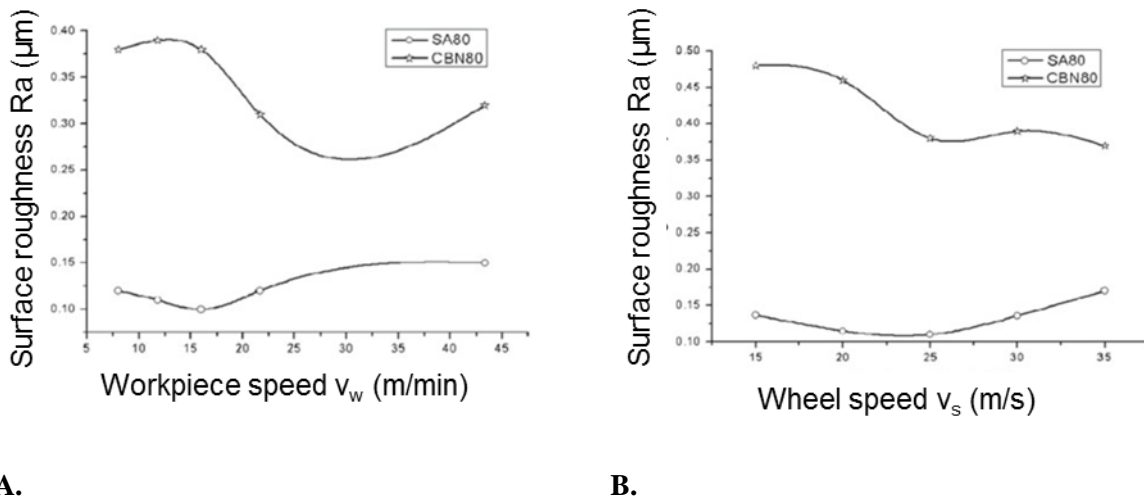 Surface roughness Ra (μm)
0.40
0.35
0.30
0.25
0.20
0.15
0.10
SA80
CBN80
5 10 15 20 25 30 35 40 45
Workpiece speed vw (m/min)
A.
Surface roughness Ra (μm)
0.50
0.45
0.40
0.35
0.30
0.25
0.20
0.15
0.10
SA80
CBN80
15 20 25 30 35
Wheel speed vs (m/s)
B.